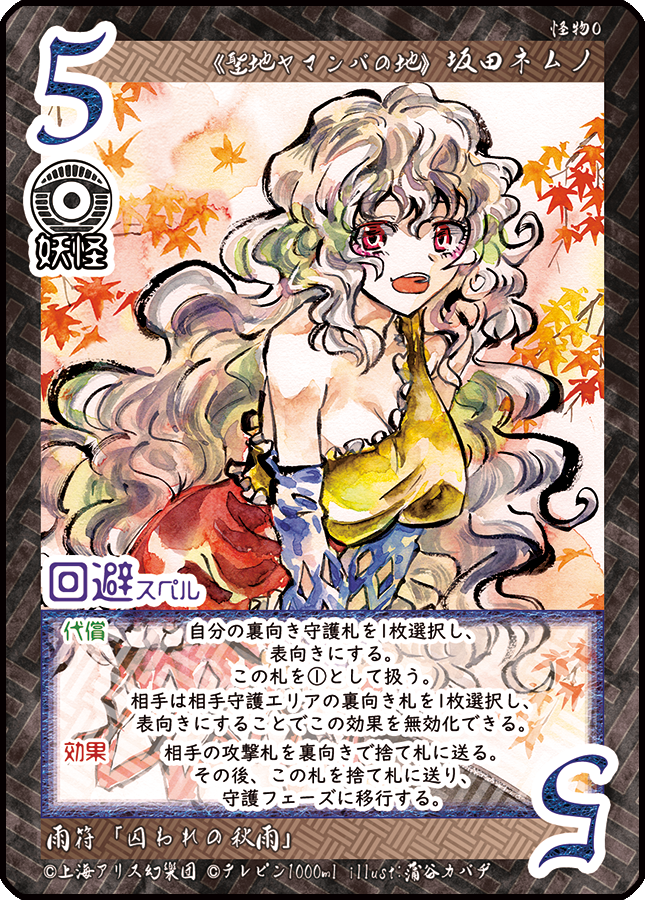 怪物0
5
《聖地ヤマンバの地》 坂田ネムノ
妖怪
回避スペル
代償
自分の裏向き守護札を1枚選択し、
表向きにする。
この札を①として扱う。
相手は相手守護エリアの裏向き札を1枚選択し、
表向きにすることでこの効果を無効化できる。
効果
相手の攻撃札を裏向きで捨て札に送る。
その後、この札を捨て札に送り、
守護フェーズに移行する。
5
雨符「囚われの秋雨」
©上海アリス幻樂団 ©テレピン1000ml illust:蒲谷カバヂ